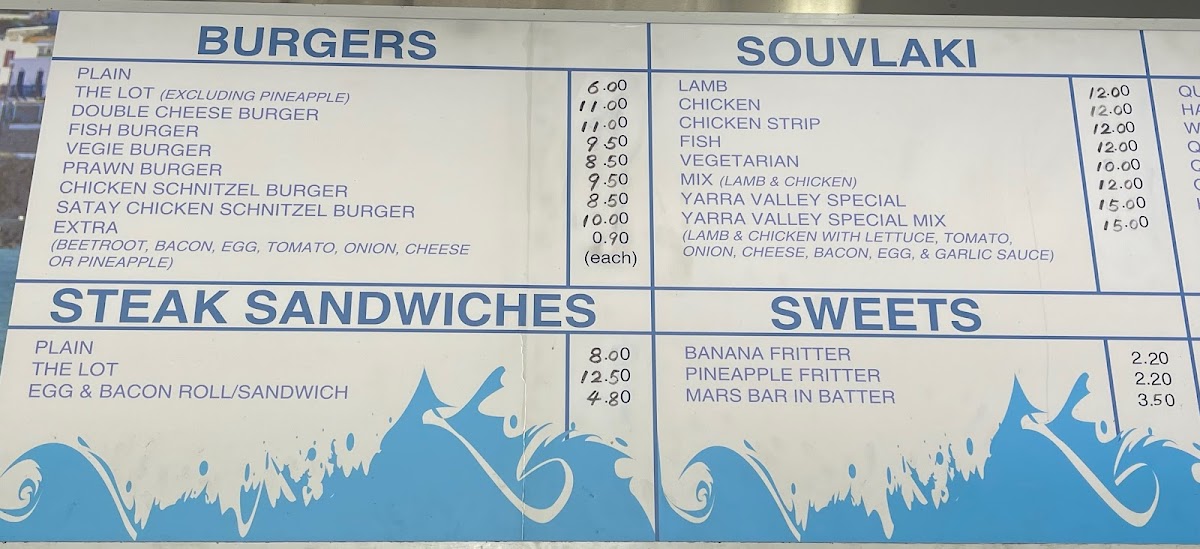 BURGERS
PLAIN 6.00
THE LOT (EXCLUDING PINEAPPLE) 11.00
DOUBLE CHEESE BURGER 11.00
FISH BURGER 9.50
VEGIE BURGER 8.50
PRAWN BURGER 9.50
CHICKEN SCHNITZEL BURGER 8.50
SATAY CHICKEN SCHNITZEL BURGER 10.00
EXTRA 0.90
(BEETROOT, BACON, EGG, TOMATO, ONION, CHEESE (each)
OR PINEAPPLE)
STEAK SANDWICHES
PLAIN 8.00
THE LOT 12.50
EGG & BACON ROLL/SANDWICH 4.80
SOUVLAKI
LAMB 12.00
CHICKEN 12.00
CHICKEN STRIP 12.00
FISH 12.00
VEGETARIAN 10.00
MIX (LAMB & CHICKEN) 12.00
YARRA VALLEY SPECIAL 15.00
YARRA VALLEY SPECIAL MIX 15.00
(LAMB & CHICKEN WITH LETTUCE, TOMATO,
ONION, CHEESE, BACON, EGG, & GARLIC SAUCE)
SWEETS
BANANA FRITTER 2.20
PINEAPPLE FRITTER 2.20
MARS BAR IN BATTER 3.50